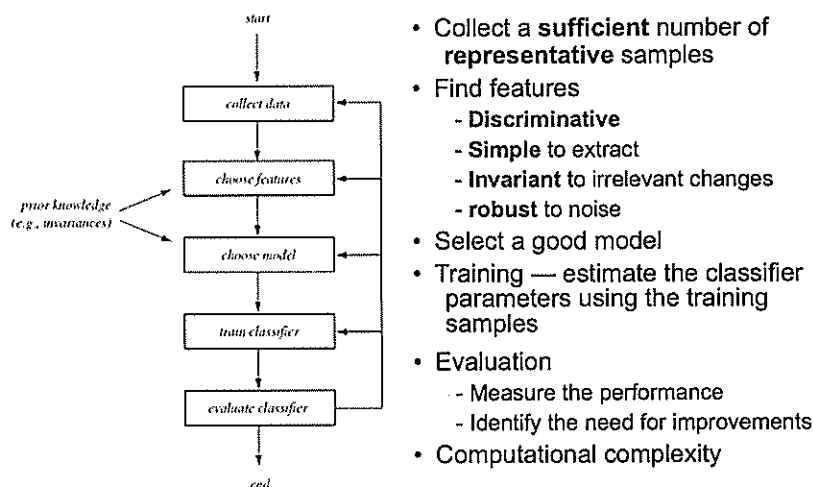 start
collect data
choose features
prior knowledge
(e.g., invariances)
choose model
train classifier
evaluate classifier
end
• Collect a sufficient number of
representative samples
• Find features
- Discriminative
- Simple to extract
- Invariant to irrelevant changes
- robust to noise
• Select a good model
• Training — estimate the classifier
parameters using the training
samples
• Evaluation
- Measure the performance
- Identify the need for improvements
• Computational complexity